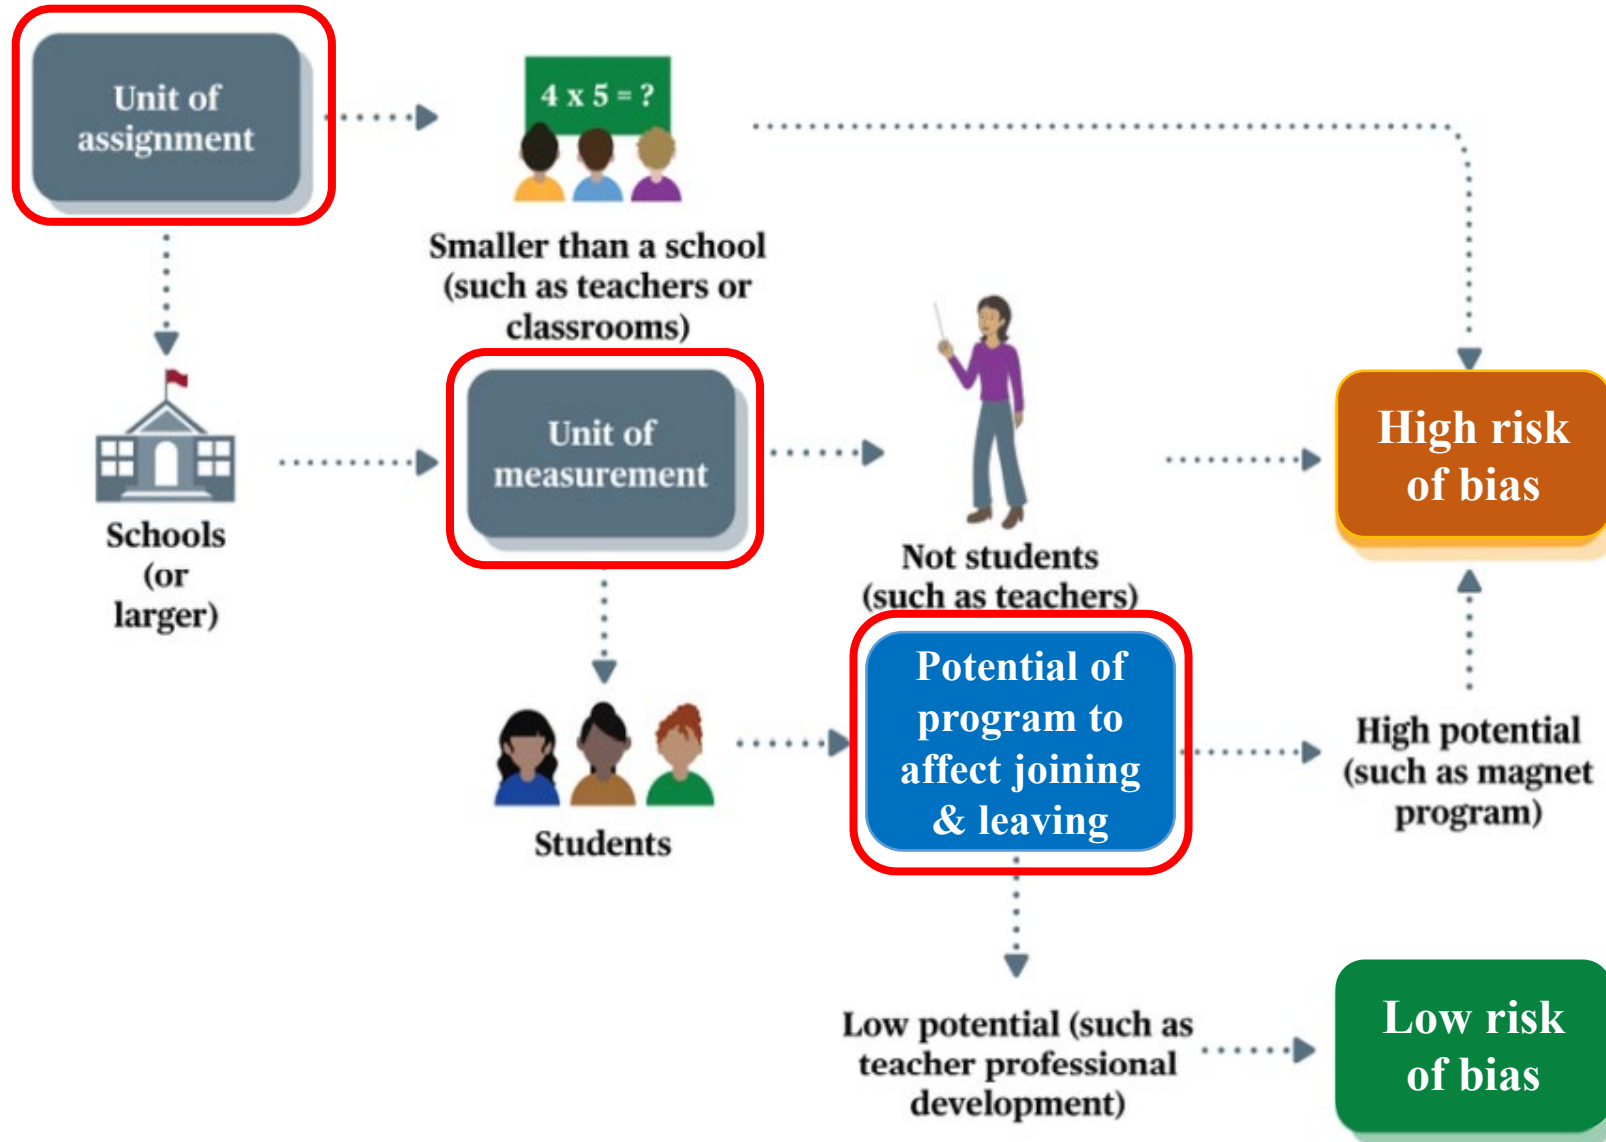 Unit of
assignment
4 x 5 = ?
Smaller than a school
(such as teachers or
classrooms)
Schools
(or
larger)
Unit of
measurement
Not students
(such as teachers)
High risk
of bias
Students
Potential of
program to
affect joining
& leaving
High potential
(such as magnet
program)
Low potential (such as
teacher professional
development)
Low risk
of bias